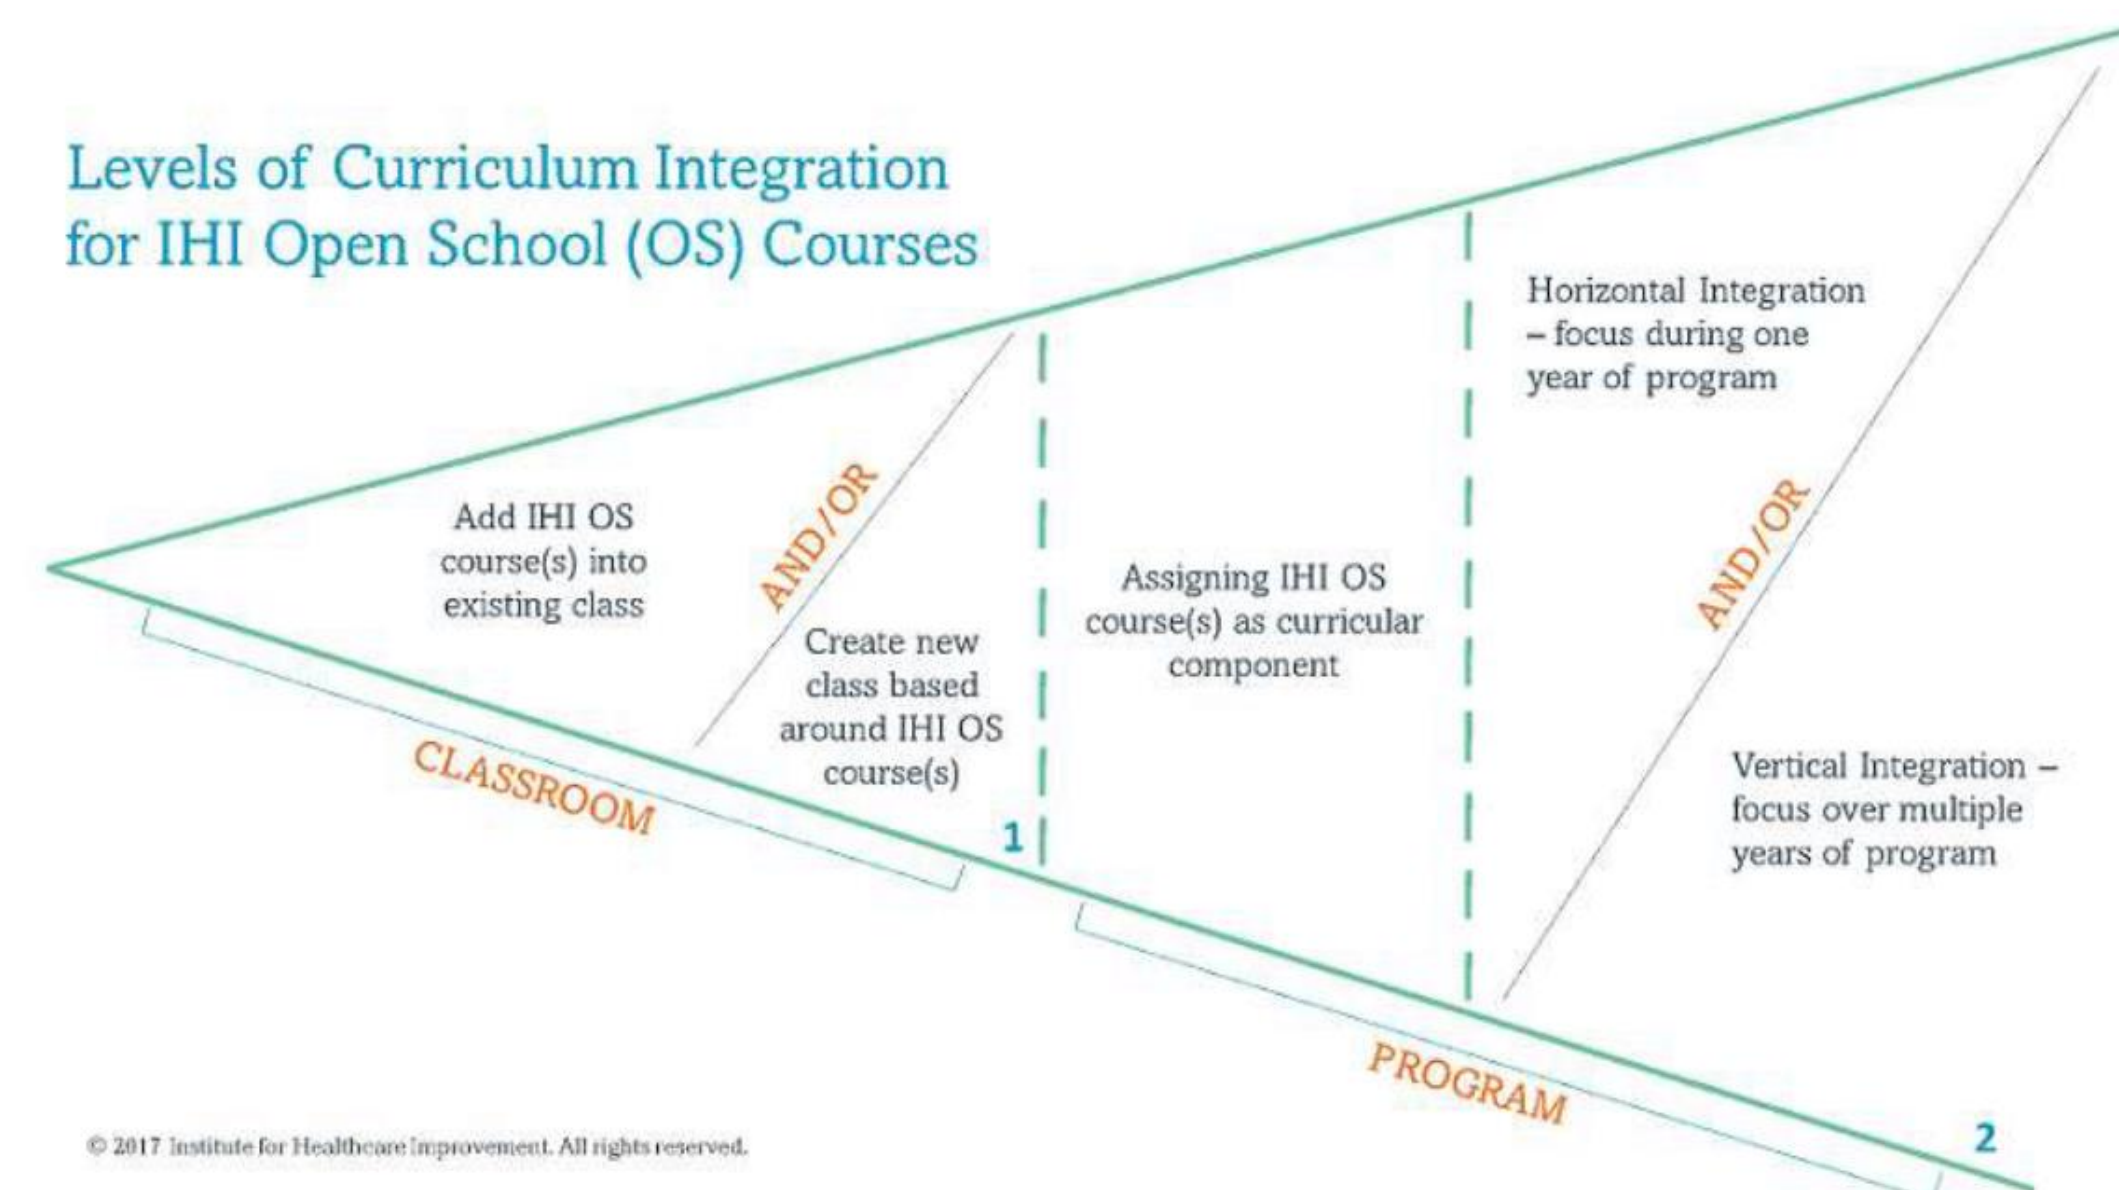 Levels of Curriculum Integration
for IHI Open School (OS) Courses
Add IHI OS
course(s) into
existing class
AND/OR
Create new
class based
around IHI OS
course(s)
1
CLASSROOM
Assigning IHI OS
course(s) as curricular
component
Horizontal Integration
– focus during one
year of program
AND/OR
Vertical Integration –
focus over multiple
years of program
PROGRAM
2
© 2017 Institute for Healthcare Improvement. All rights reserved.